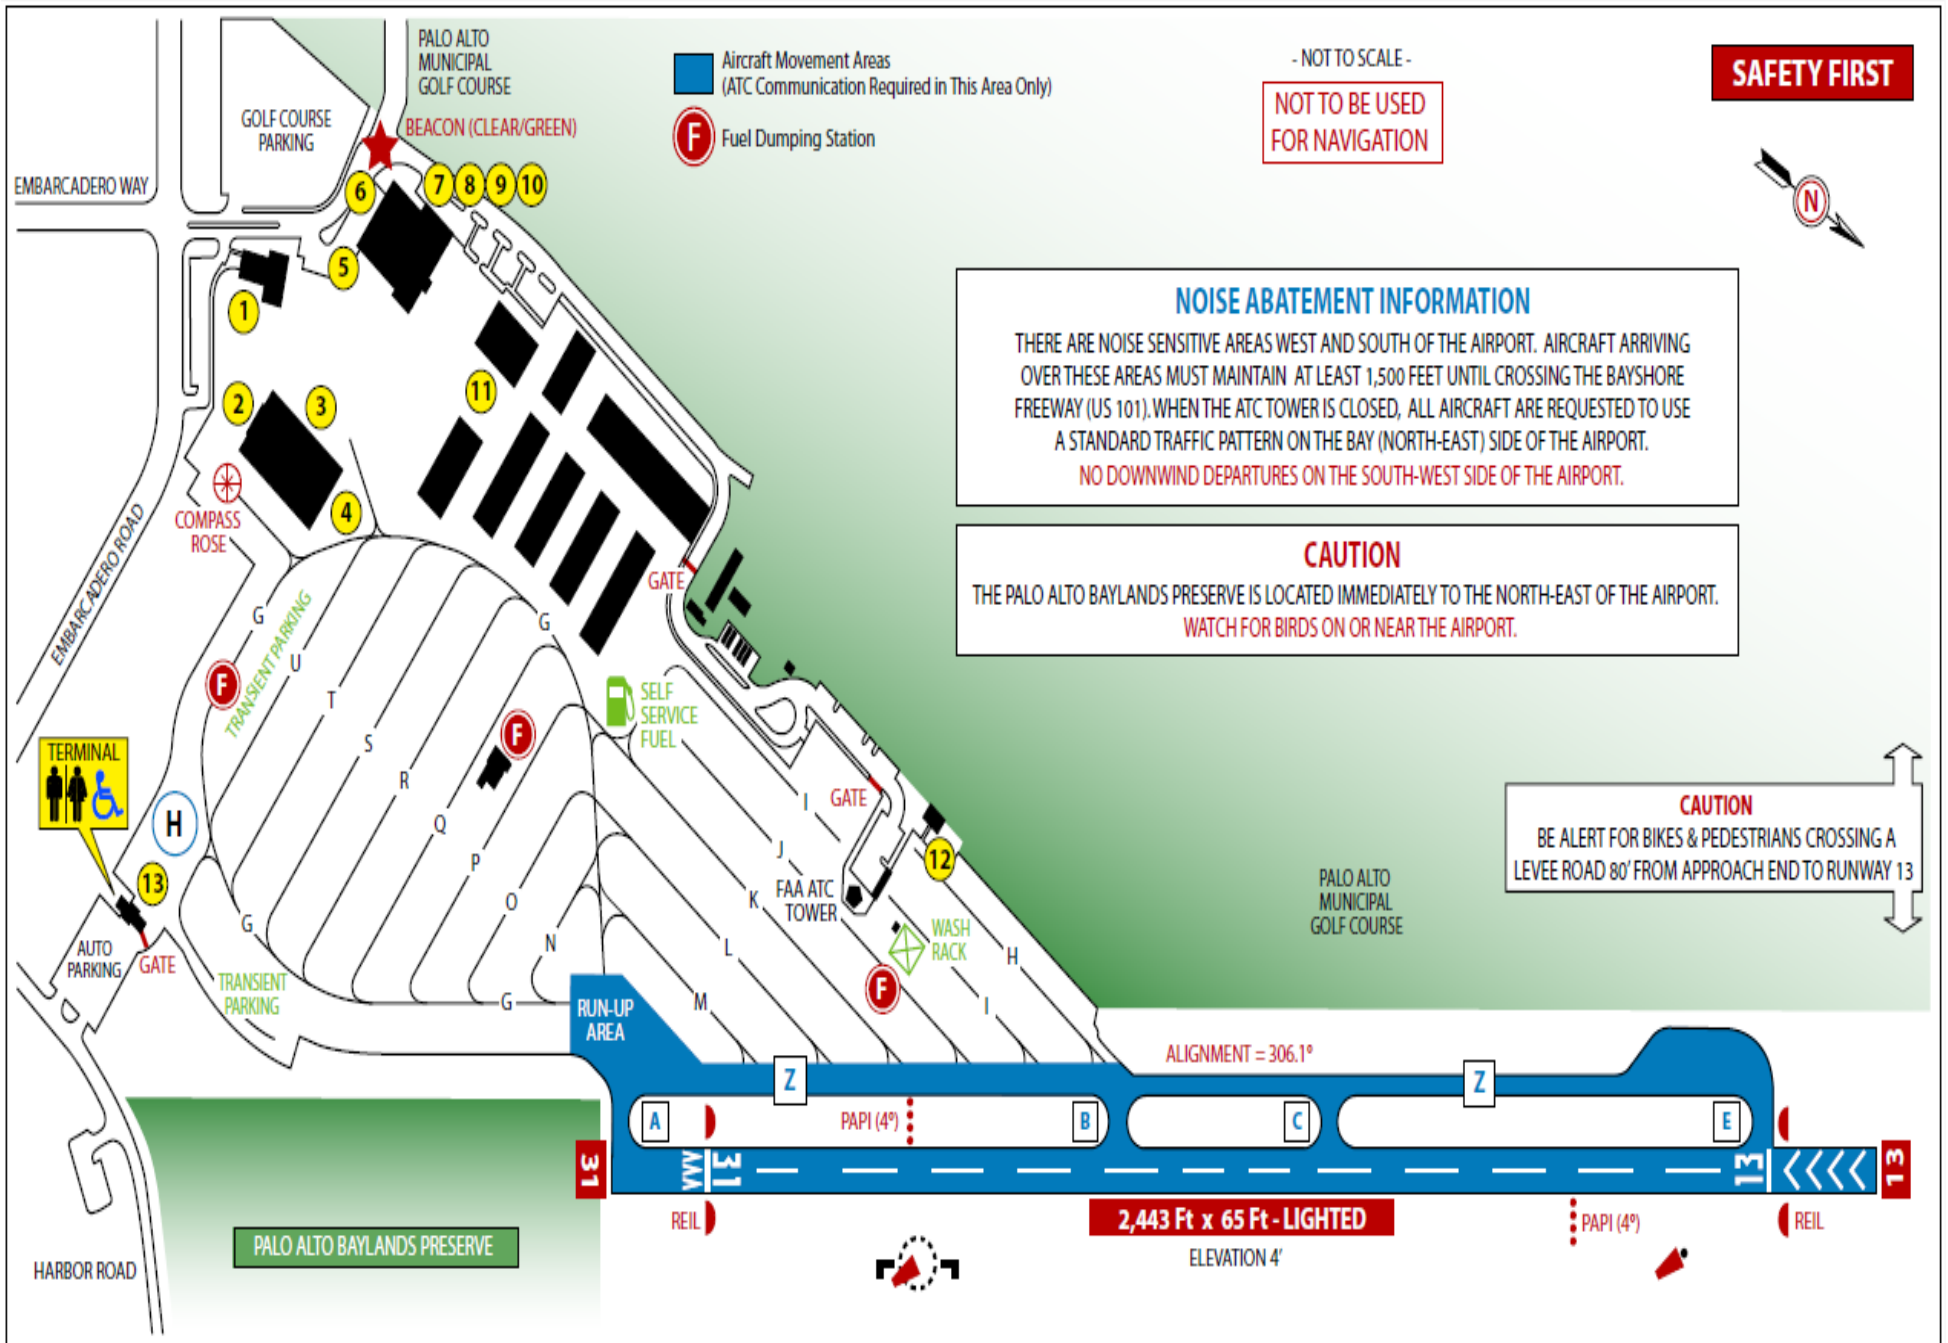 PALO ALTO
MUNICIPAL
GOLF COURSE
GOLF COURSE
PARKING
BEACON (CLEAR/GREEN)
EMBARCADERO WAY
Aircraft Movement Areas
(ATC Communication Required in This Area Only)
F
Fuel Dumping Station
- NOT TO SCALE -
NOT TO BE USED
FOR NAVIGATION
SAFETY FIRST
N
6
7
8
9
10
5
1
11
2
3
4
COMPASS
ROSE
EMBARCADERO ROAD
NOISE ABATEMENT INFORMATION
THERE ARE NOISE SENSITIVE AREAS WEST AND SOUTH OF THE AIRPORT. AIRCRAFT ARRIVING
OVER THESE AREAS MUST MAINTAIN AT LEAST 1,500 FEET UNTIL CROSSING THE BAYSHORE
FREEWAY (US 101). WHEN THE ATC TOWER IS CLOSED, ALL AIRCRAFT ARE REQUESTED TO USE
A STANDARD TRAFFIC PATTERN ON THE BAY (NORTH-EAST) SIDE OF THE AIRPORT.
NO DOWNWIND DEPARTURES ON THE SOUTH-WEST SIDE OF THE AIRPORT.
CAUTION
THE PALO ALTO BAYLANDS PRESERVE IS LOCATED IMMEDIATELY TO THE NORTH-EAST OF THE AIRPORT.
WATCH FOR BIRDS ON OR NEAR THE AIRPORT.
GATE
G
TRANSIENT PARKING
G
U
T
S
R
Q
P
O
N
G
G
F
F
SELF
SERVICE
FUEL
TERMINAL
H
13
AUTO
PARKING
GATE
TRANSIENT
PARKING
I
GATE
J
K
L
M
12
FAA ATC
TOWER
WASH
RACK
F
H
I
PALO ALTO
MUNICIPAL
GOLF COURSE
CAUTION
BE ALERT FOR BIKES & PEDESTRIANS CROSSING A
LEVEE ROAD 80' FROM APPROACH END TO RUNWAY 13
RUN-UP
AREA
ALIGNMENT = 306.1º
Z
Z
A
PAPI (4º)
B
C
E
31
31
13
13
REIL
2,443 Ft x 65 Ft - LIGHTED
PAPI (4º)
REIL
ELEVATION 4'
PALO ALTO BAYLANDS PRESERVE
HARBOR ROAD